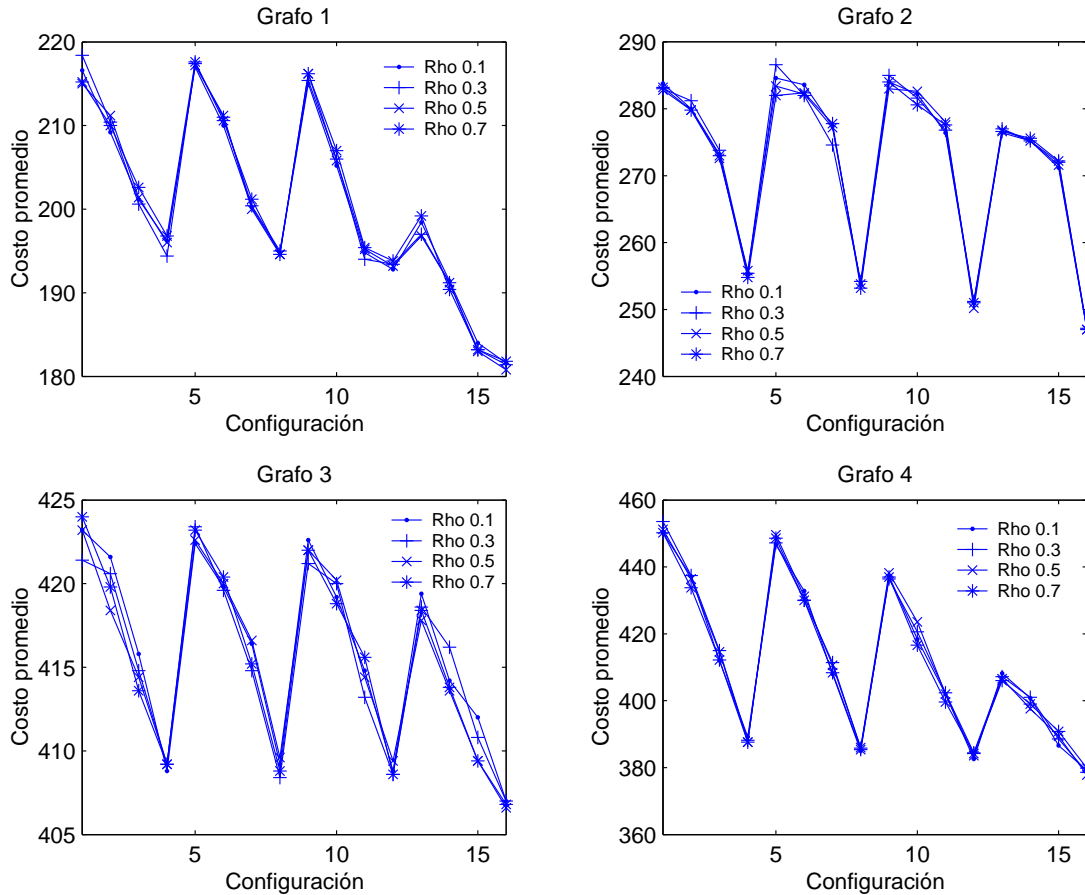 Grafo 1
220
210
200
190
180
5
10
15
Costo promedio
Configuración
Rho 0.1
Rho 0.3
Rho 0.5
Rho 0.7
Grafo 2
290
280
270
260
250
240
5
10
15
Costo promedio
Configuración
Rho 0.1
Rho 0.3
Rho 0.5
Rho 0.7
Grafo 3
425
420
415
410
405
5
10
15
Costo promedio
Configuración
Rho 0.1
Rho 0.3
Rho 0.5
Rho 0.7
Grafo 4
460
440
420
400
380
360
5
10
15
Costo promedio
Configuración
Rho 0.1
Rho 0.3
Rho 0.5
Rho 0.7